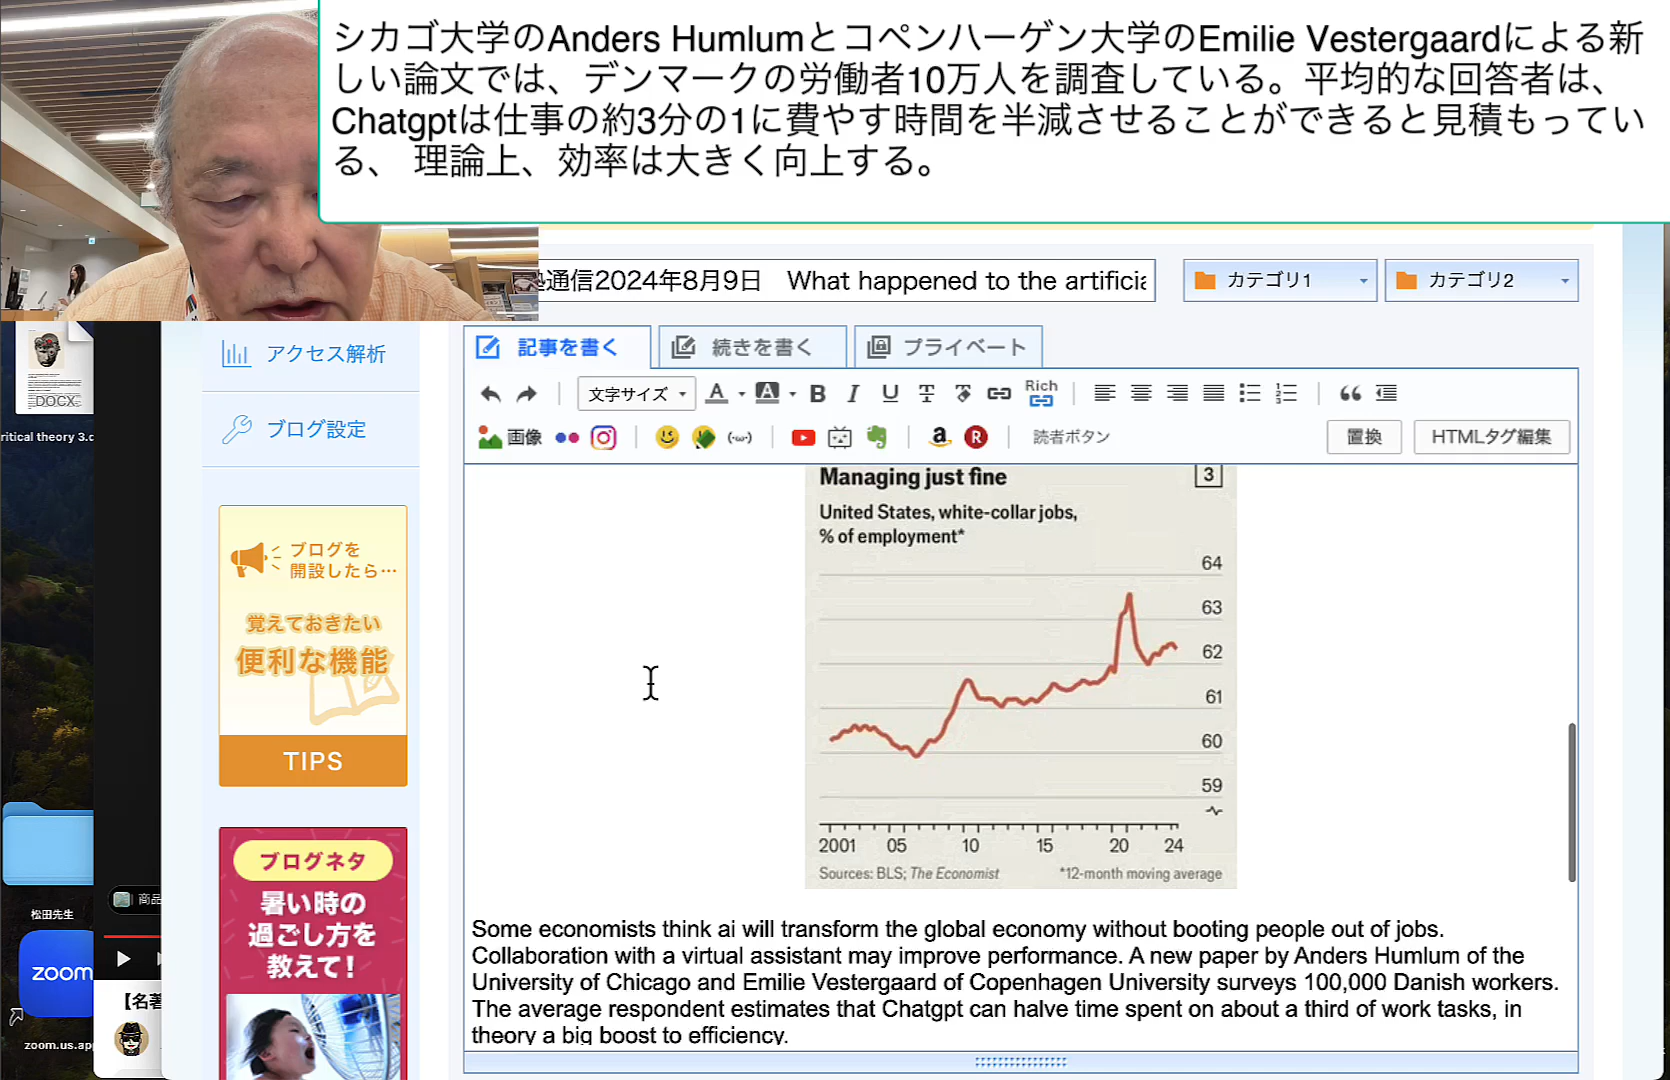 シカゴ大学のAnders Humlumとコペンハーゲン大学のEmilie Vestergaardによる新
しい論文では、デンマークの労働者10万人を調査している。平均的な回答者は、
Chatgptは仕事の約3分の1に費やす時間を半減させることができると見積もってい
る、 理論上、効率は大きく向上する。
通信2024年8月9日　What happened to the artificia
カテゴリ1
カテゴリ2
アクセス解析
記事を書く
続きを書く
プライベート
DOCX
文字サイズ
A
A
B
I
U
T
Rich
ritical theory 3.d
ブログ設定
画像
a
R
読者ボタン
置換
HTMLタグ編集
Managing just fine
3
United States, white-collar jobs,
% of employment*
ブログを
開設したら…
覚えておきたい
便利な機能
TIPS
64
63
62
61
60
59
2001
05
10
15
20
24
Sources: BLS; The Economist
*12-month moving average
ブログネタ
暑い時の
過ごし方を
教えて!
商品
松田先生
zoom
【名著
zoom.us.app
Some economists think ai will transform the global economy without booting people out of jobs.
Collaboration with a virtual assistant may improve performance. A new paper by Anders Humlum of the
University of Chicago and Emilie Vestergaard of Copenhagen University surveys 100,000 Danish workers.
The average respondent estimates that Chatgpt can halve time spent on about a third of work tasks, in
theory a big boost to efficiency.